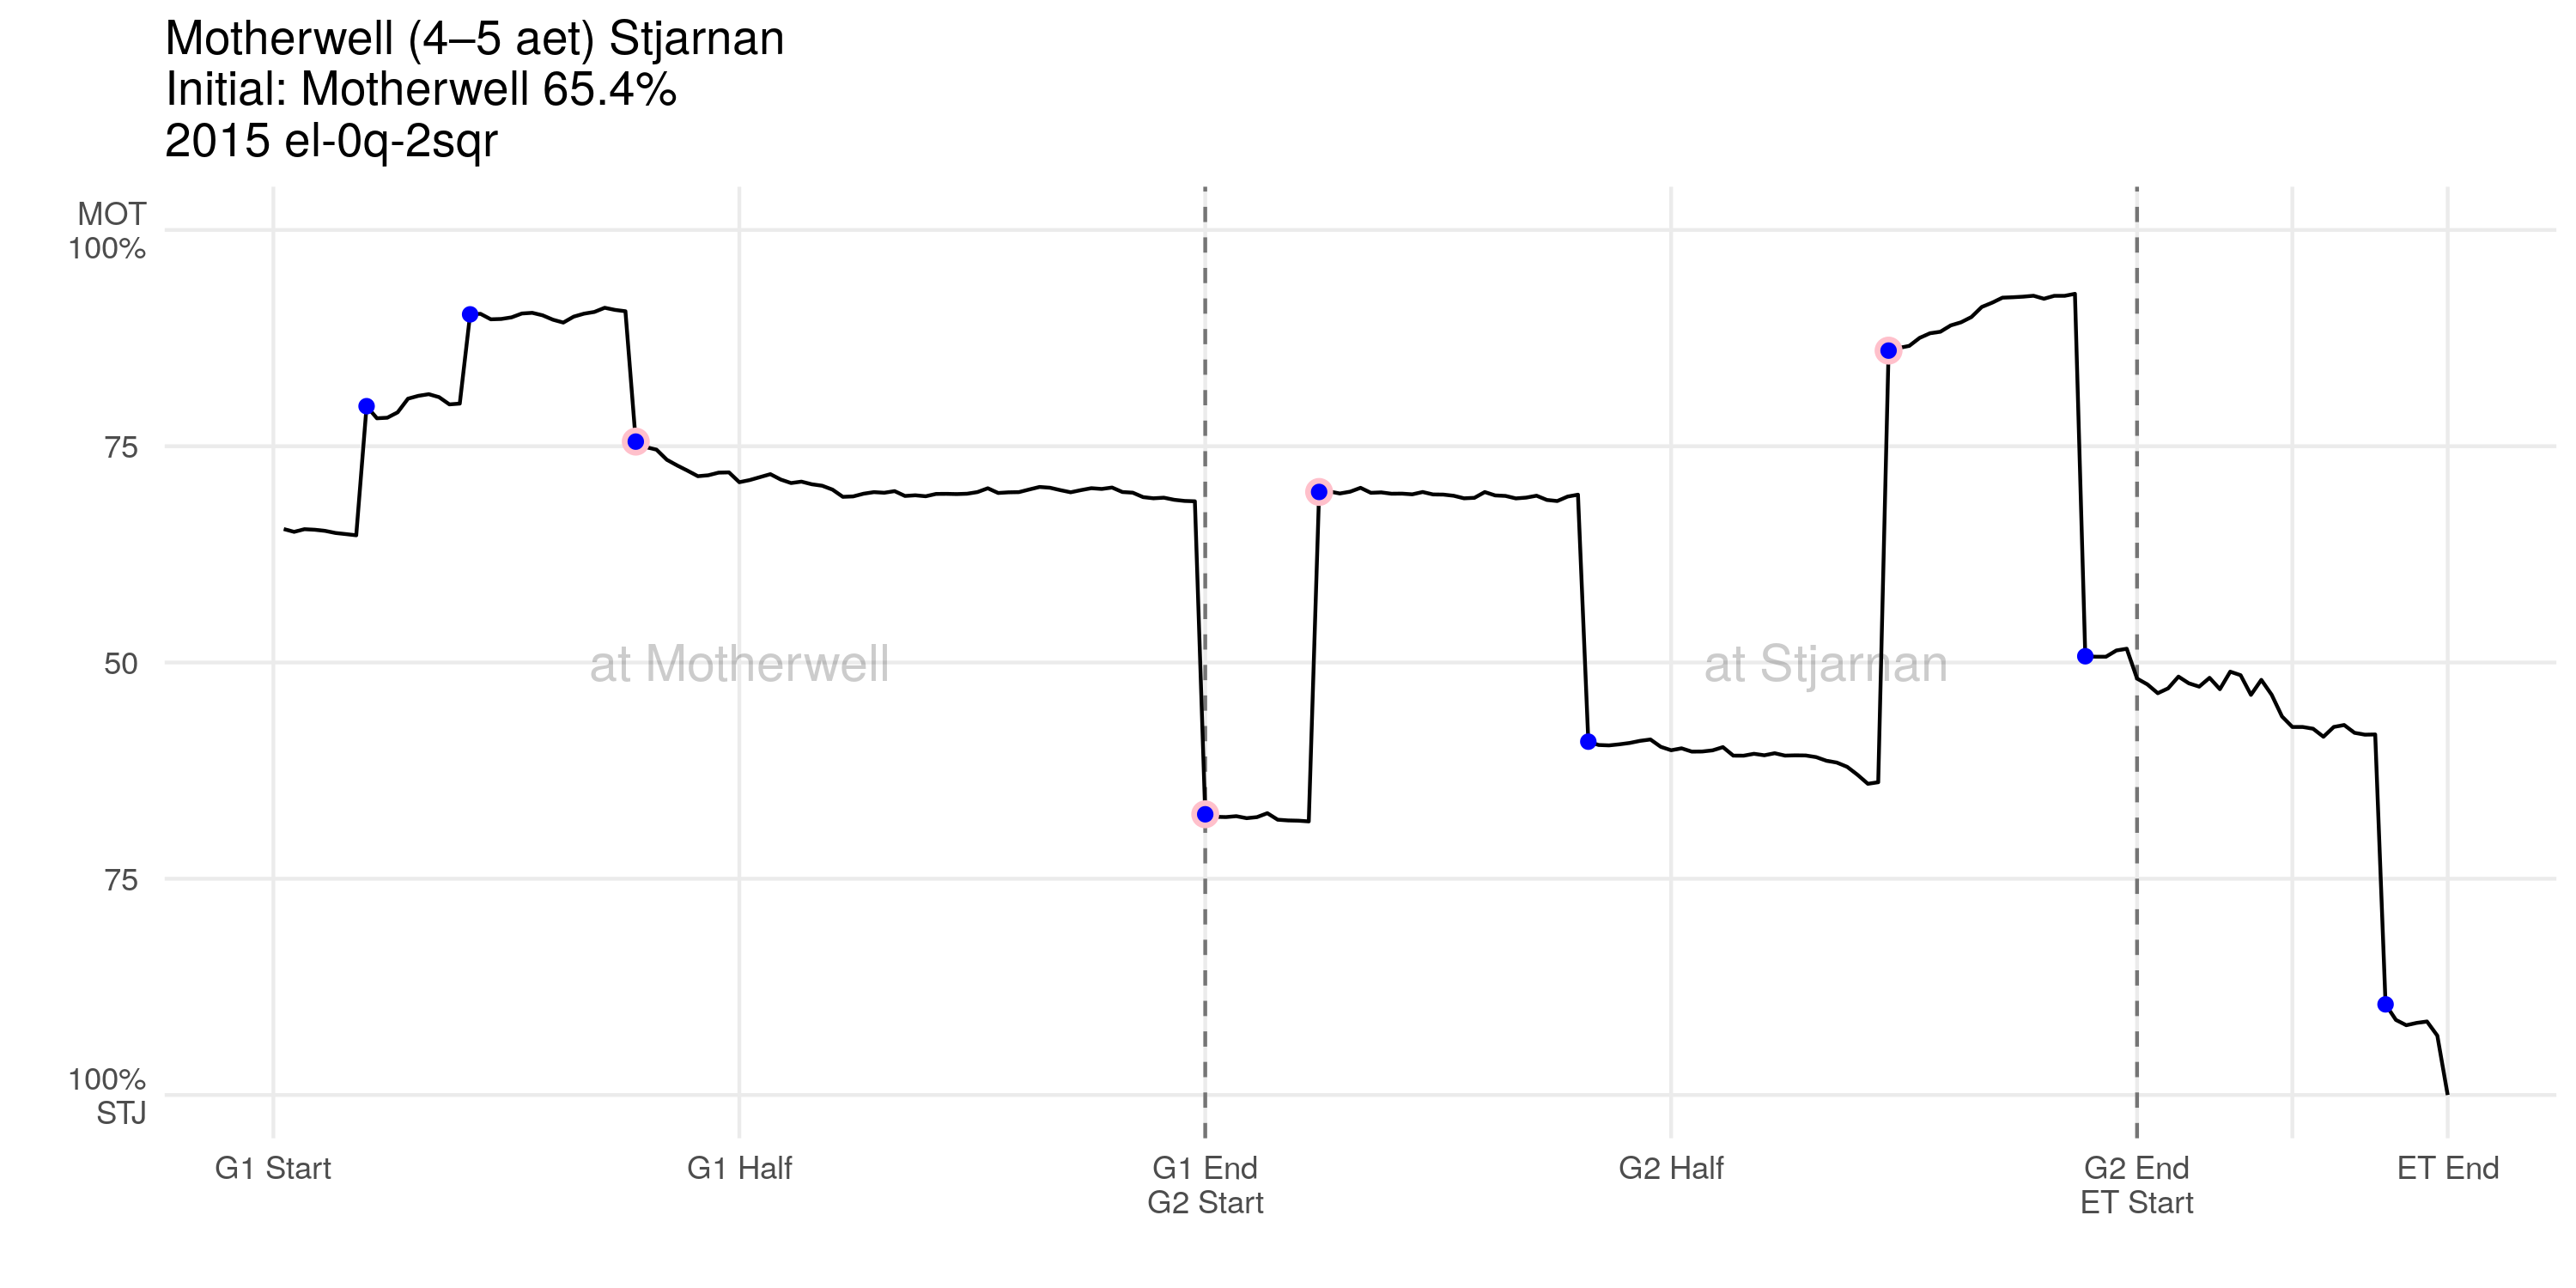 Motherwell (4–5 aet) Stjarnan
Initial: Motherwell 65.4%
2015 el-0q-2sqr
MOT
100%
75
50
75
100%
STJ
at Motherwell
at Stjarnan
G1 Start
G1 Half
G1 End
G2 Start
G2 Half
G2 End
ET Start
ET End